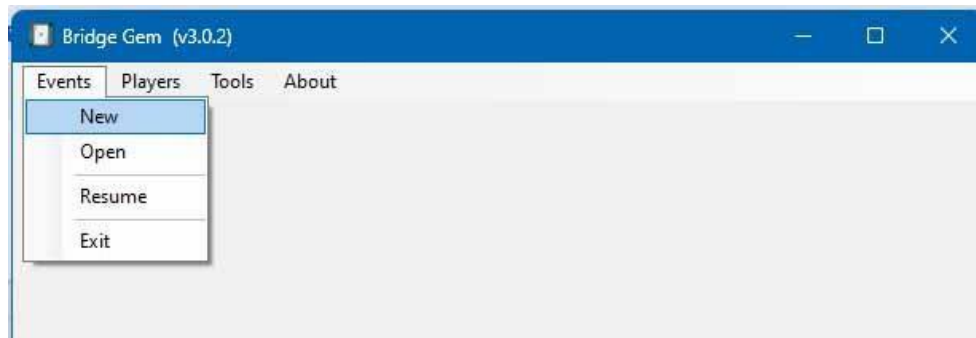 Bridge Gem (v3.0.2)
Events Players Tools About
New
Open
Resume
Exit